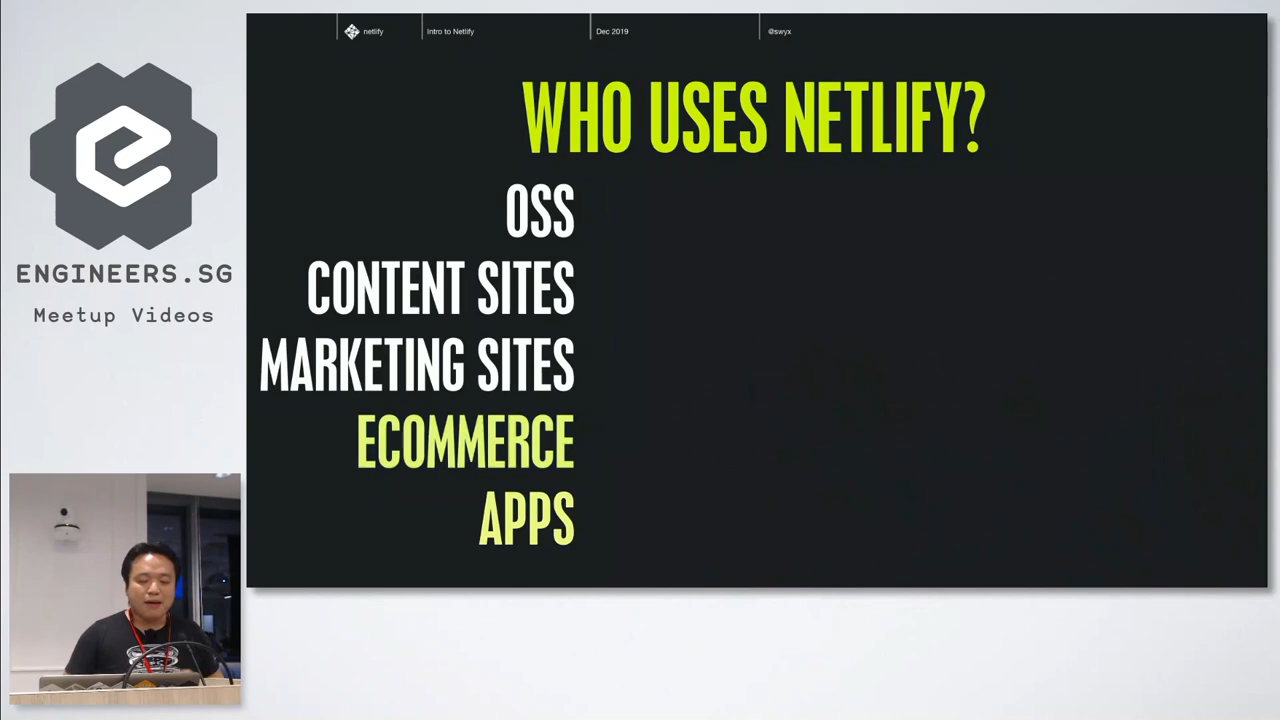 netlify
Intro to Netlify
Dec 2019
@swyx
WHO USES NETLIFY?
OSS
CONTENT SITES
MARKETING SITES
ECOMMERCE
APPS
ENGINEERS.SG
Meetup Videos